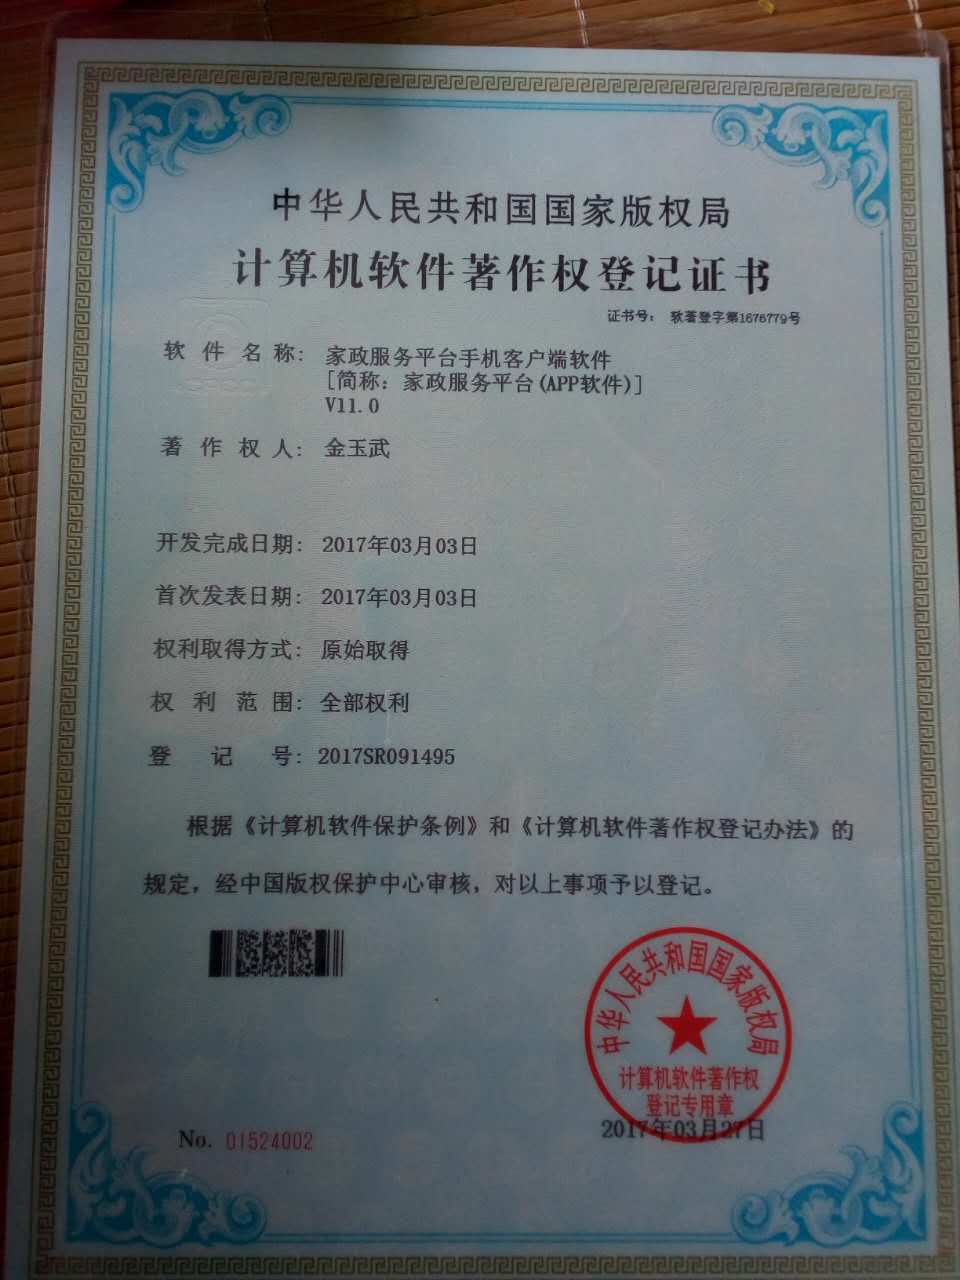 中华人民共和国国家版权局
计算机软件著作权登记证书
证书号： 软著登字第1676779号
软件名称： 家政服务平台手机客户端软件
[简称：家政服务平台(APP软件)]
V11.0
著作权人： 金玉武
开发完成日期： 2017年03月03日
首次发表日期： 2017年03月03日
权利取得方式： 原始取得
权利范围： 全部权利
登记号： 2017SR091495
根据《计算机软件保护条例》和《计算机软件著作权登记办法》的
规定，经中国版权保护中心审核，对以上事项予以登记。
中华人民共和国国家版权局
计算机软件著作权
登记专用章
2017年03月27日
No. 01524002